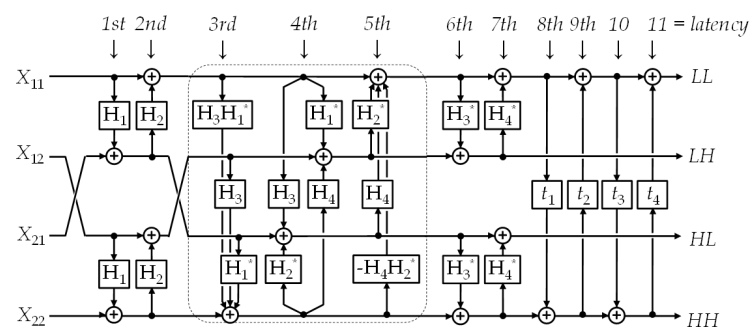 1st 2nd 3rd 4th 5th 6th 7th 8th 9th 10 11 = latency
X11 LL
H3H1* H1* H2* H3* H4*
H1 H2
X12 LH
H3 H3 H4 H4 t1 t2 t3 t4
X21 HL
H1 H2 H1* H2* -H4H2* H3* H4*
X22 HH